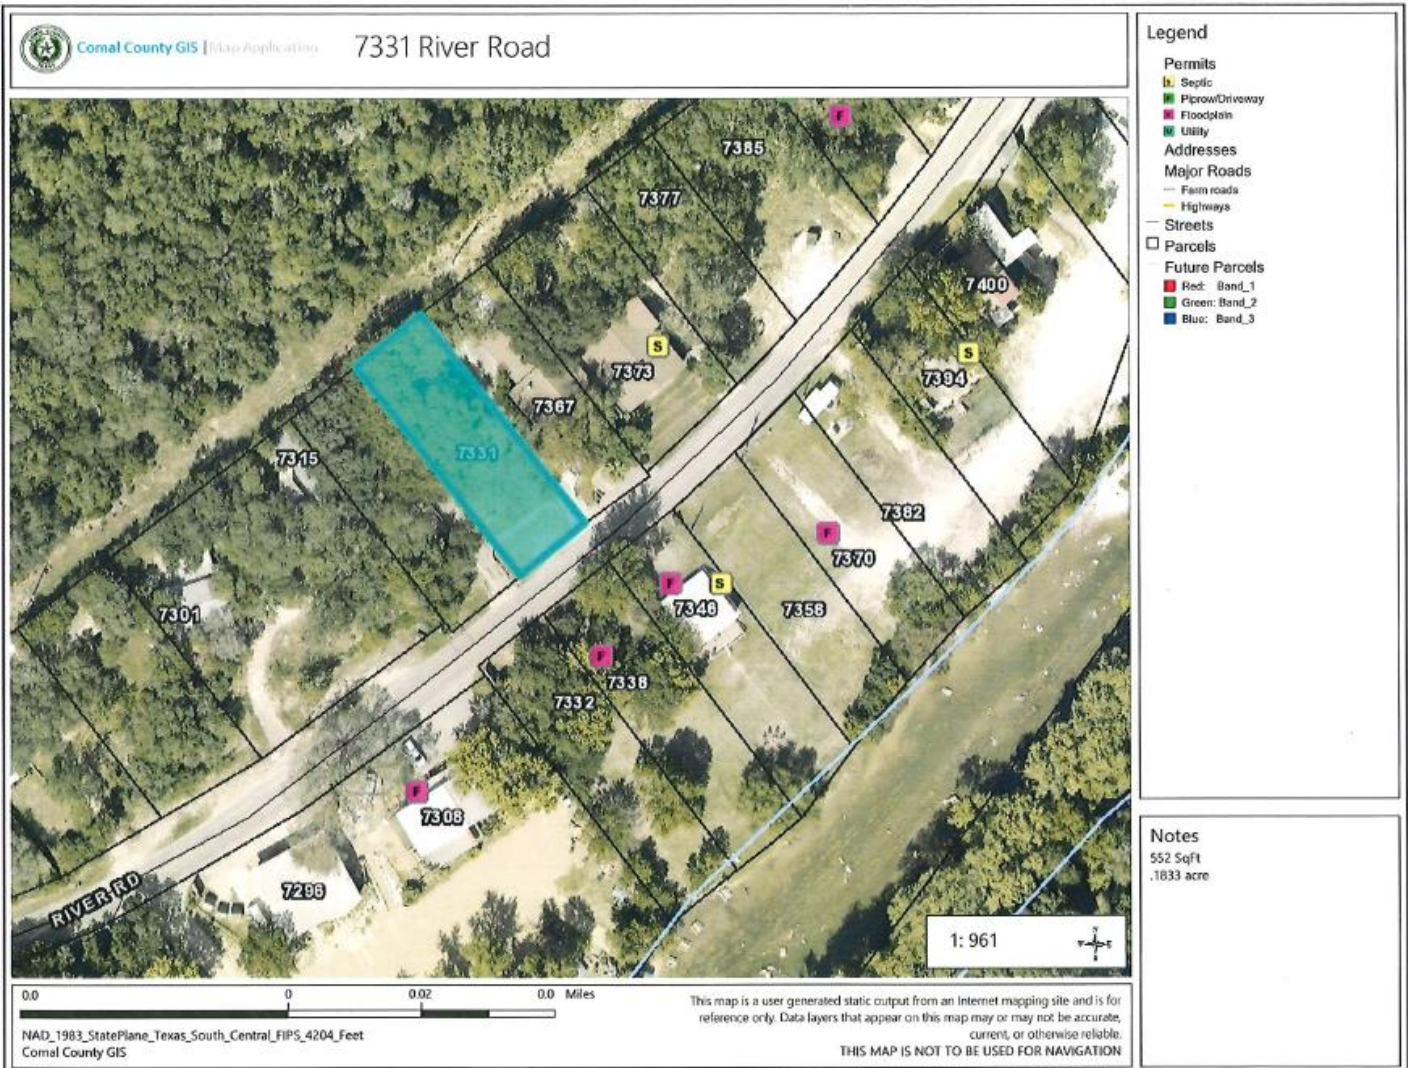 Comal County GIS | Map Application
7331 River Road
Legend
Permits
S Septic
Piprow/Driveway
Floodplain
Utility
Addresses
Major Roads
Farm roads
Highways
Streets
Parcels
Future Parcels
Red: Band_1
Green: Band_2
Blue: Band_3
F
7385
7377
7400
S
7373
S
7394
7367
7331
7315
7382
F
7370
F
S
7346
7358
7301
F
7338
7332
F
7308
7296
RIVER RD
1: 961
N
Notes
552 SqFt
.1833 acre
0.0
0
0.02
0.0 Miles
NAD_1983_StatePlane_Texas_South_Central_FIPS_4204_Feet
Comal County GIS
This map is a user generated static output from an Internet mapping site and is for
reference only. Data layers that appear on this map may or may not be accurate,
current, or otherwise reliable.
THIS MAP IS NOT TO BE USED FOR NAVIGATION